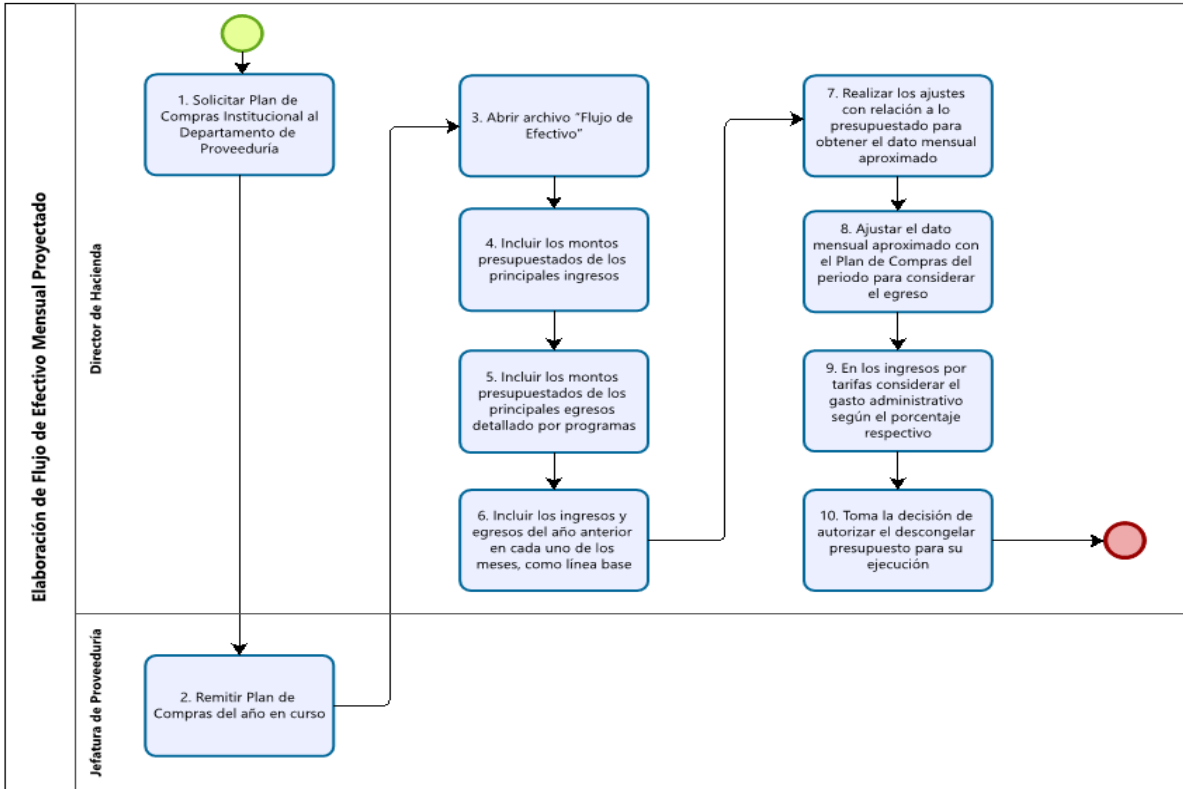 Elaboración de Flujo de Efectivo Mensual Proyectado
Director de Hacienda
1. Solicitar Plan de
Compras Institucional al
Departamento de
Proveeduría
3. Abrir archivo “Flujo de
Efectivo”
4. Incluir los montos
presupuestados de los
principales ingresos
5. Incluir los montos
presupuestados de los
principales egresos
detallado por programas
6. Incluir los ingresos y
egresos del año anterior
en cada uno de los
meses, como línea base
7. Realizar los ajustes
con relación a lo
presupuestado para
obtener el dato mensual
aproximado
8. Ajustar el dato
mensual aproximado con
el Plan de Compras del
periodo para considerar
el egreso
9. En los ingresos por
tarifas considerar el
gasto administrativo
según el porcentaje
respectivo
10. Toma la decisión de
autorizar el descongelar
presupuesto para su
ejecución
Jefatura de Proveeduría
2. Remitir Plan de
Compras del año en curso